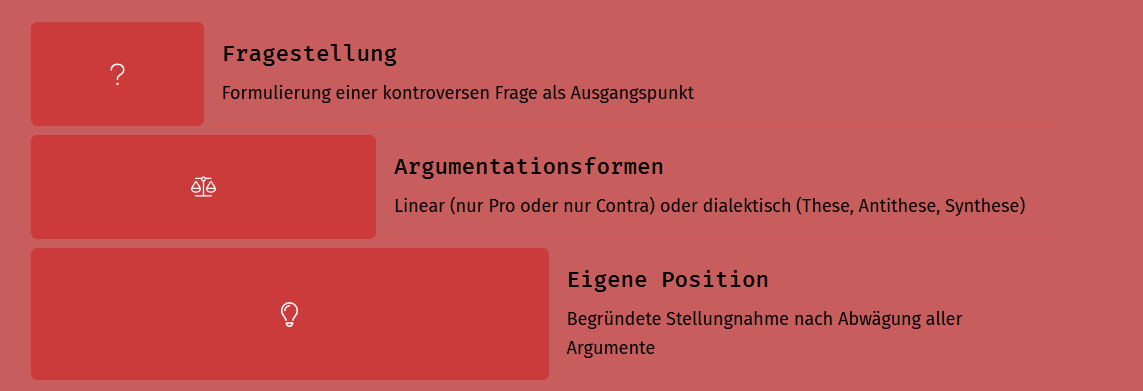 ?
Fragestellung
Formulierung einer kontroversen Frage als Ausgangspunkt
Argumentationsformen
Linear (nur Pro oder nur Contra) oder dialektisch (These, Antithese, Synthese)
Eigene Position
Begründete Stellungnahme nach Abwägung aller
Argumente